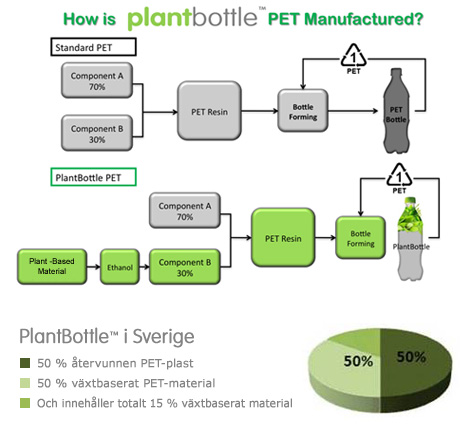 How is plantbottle™ PET Manufactured?
Standard PET
Component A
70%
Component B
30%
PET Resin
Bottle
Forming
1
PET
PET
Bottle
PlantBottle PET
Component A
70%
Plant -Based
Material
Ethanol
Component B
30%
PET Resin
Bottle
Forming
1
PET
PlantBottle
PlantBottle™ i Sverige
50 % återvunnen PET-plast
50 % växtbaserat PET-material
Och innehåller totalt 15 % växtbaserat material
50%
50%